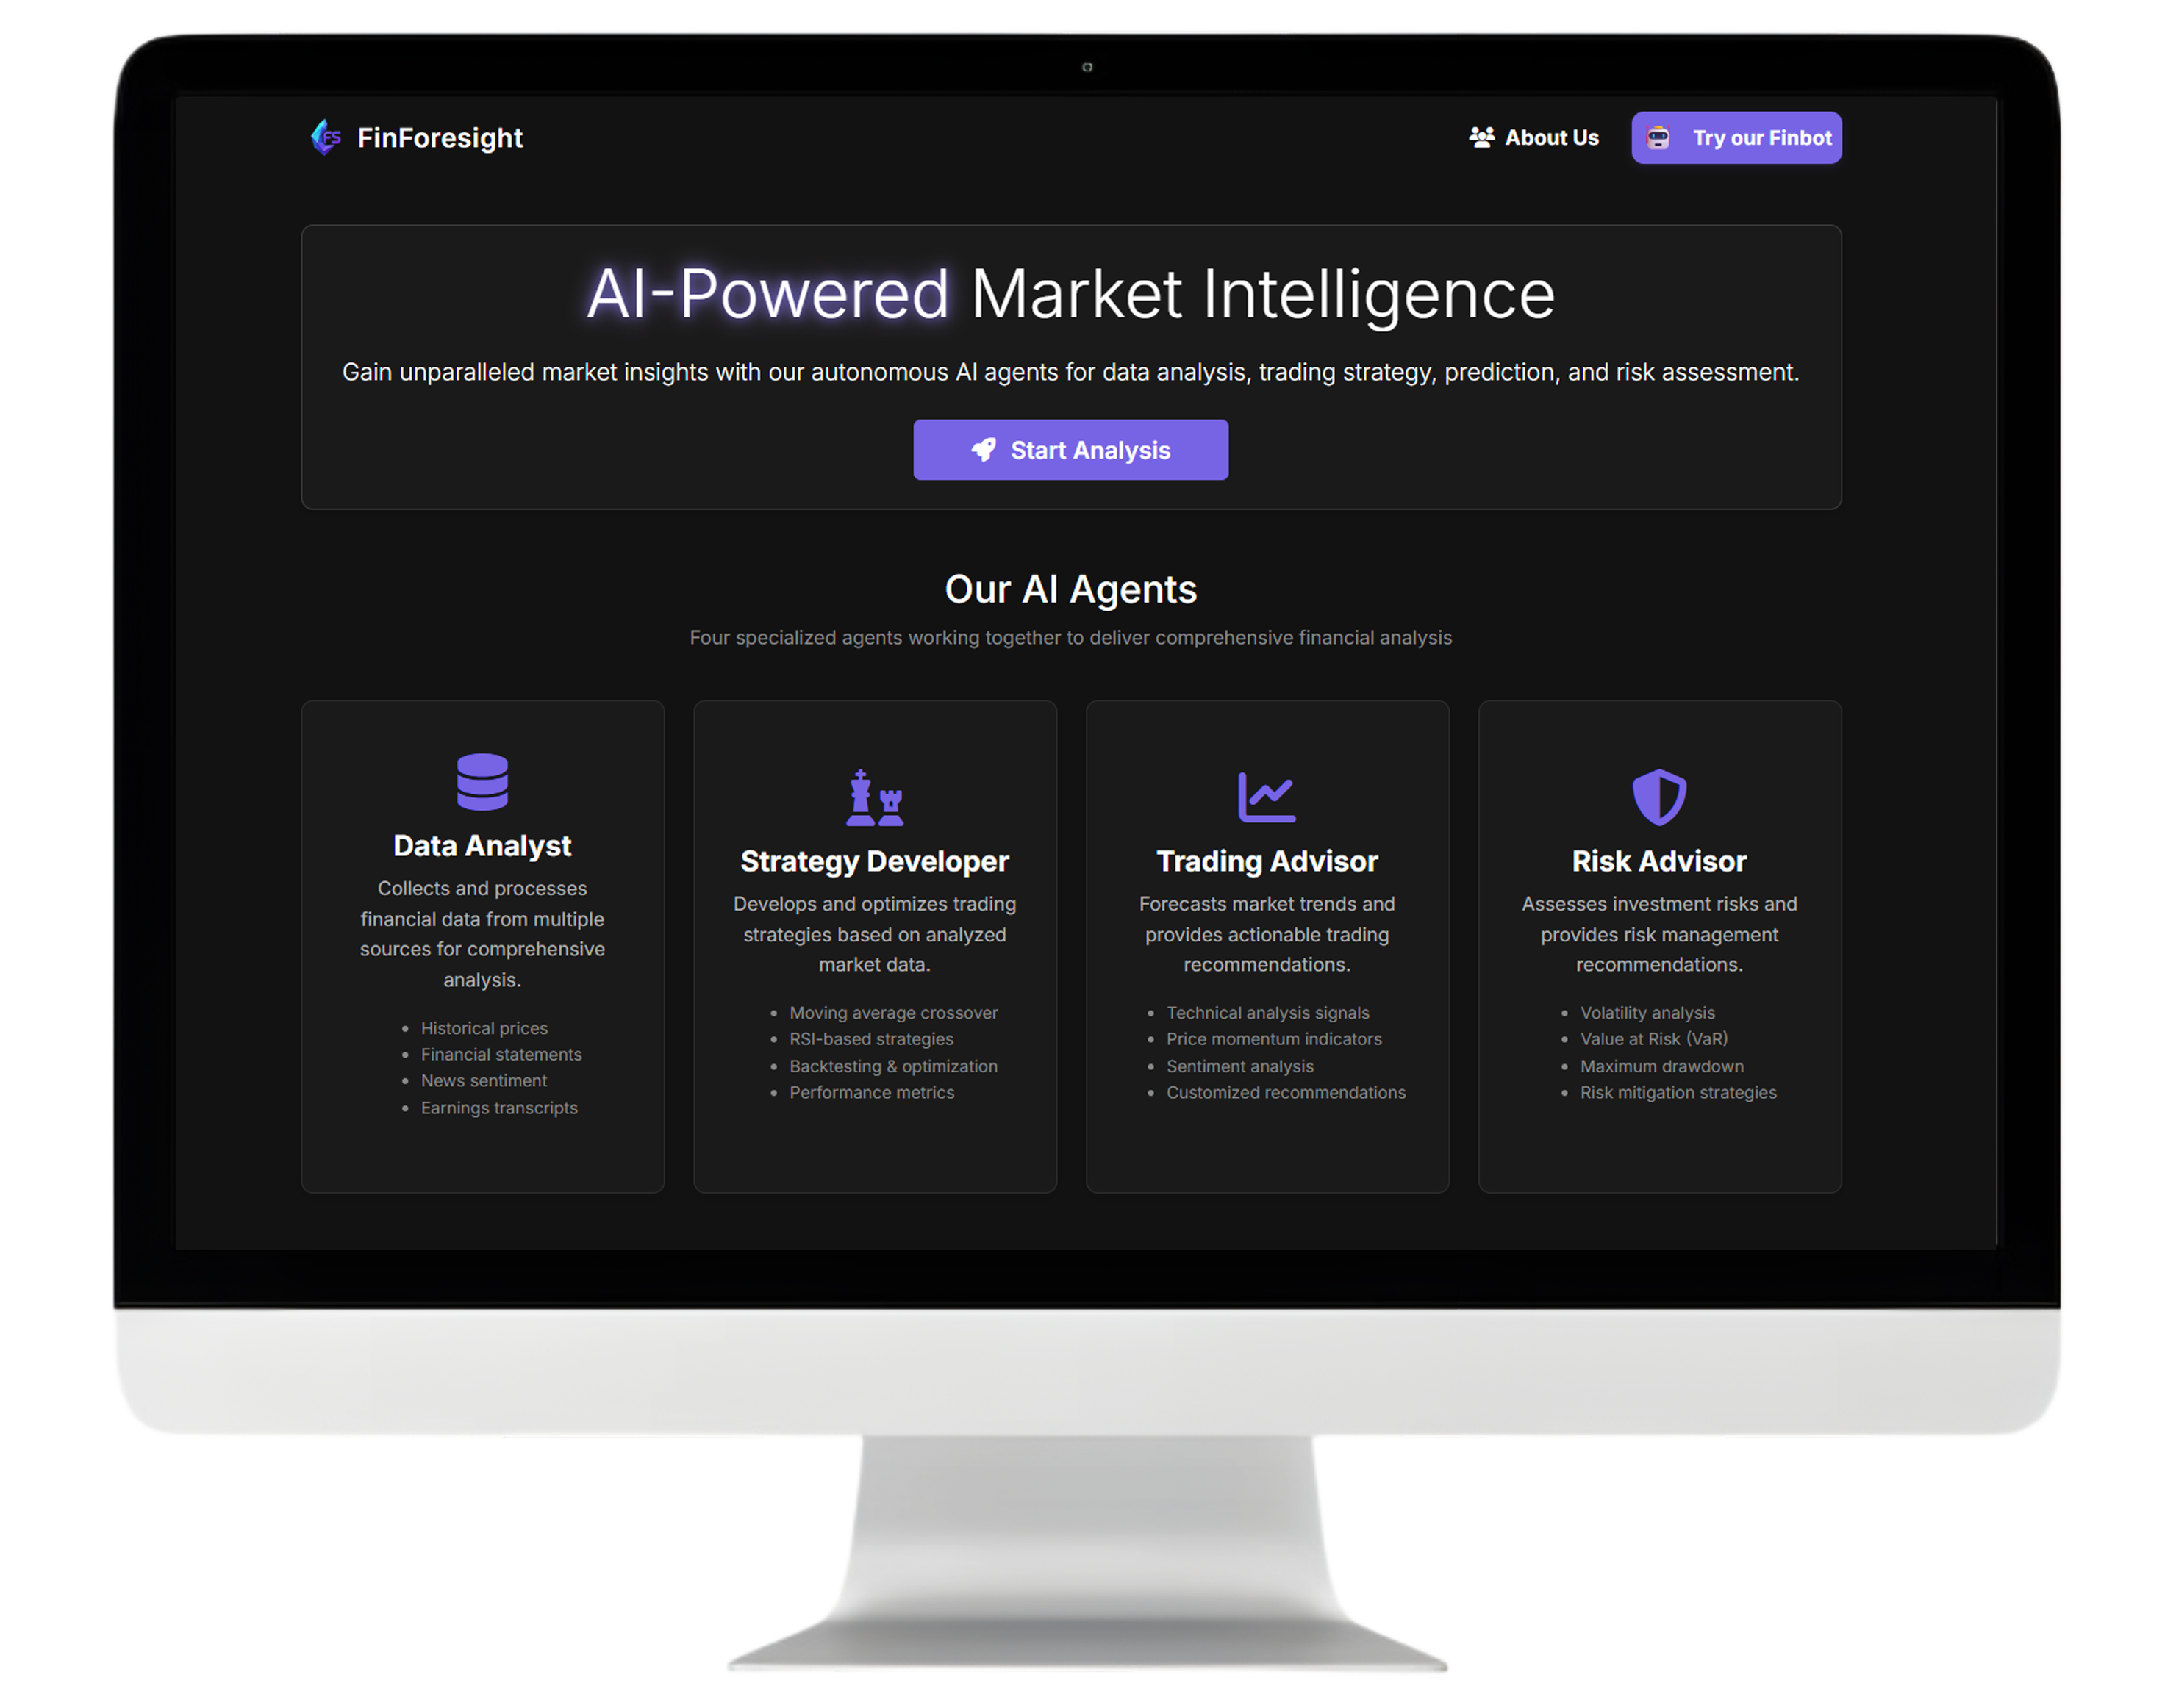 FS FinForesight
About Us
Try our Finbot
AI-Powered Market Intelligence
Gain unparalleled market insights with our autonomous AI agents for data analysis, trading strategy, prediction, and risk assessment.
Start Analysis
Our AI Agents
Four specialized agents working together to deliver comprehensive financial analysis
Data Analyst
Collects and processes
financial data from multiple
sources for comprehensive
analysis.
• Historical prices
• Financial statements
• News sentiment
• Earnings transcripts
Strategy Developer
Develops and optimizes trading
strategies based on analyzed
market data.
• Moving average crossover
• RSI-based strategies
• Backtesting & optimization
• Performance metrics
Trading Advisor
Forecasts market trends and
provides actionable trading
recommendations.
• Technical analysis signals
• Price momentum indicators
• Sentiment analysis
• Customized recommendations
Risk Advisor
Assesses investment risks and
provides risk management
recommendations.
• Volatility analysis
• Value at Risk (VaR)
• Maximum drawdown
• Risk mitigation strategies